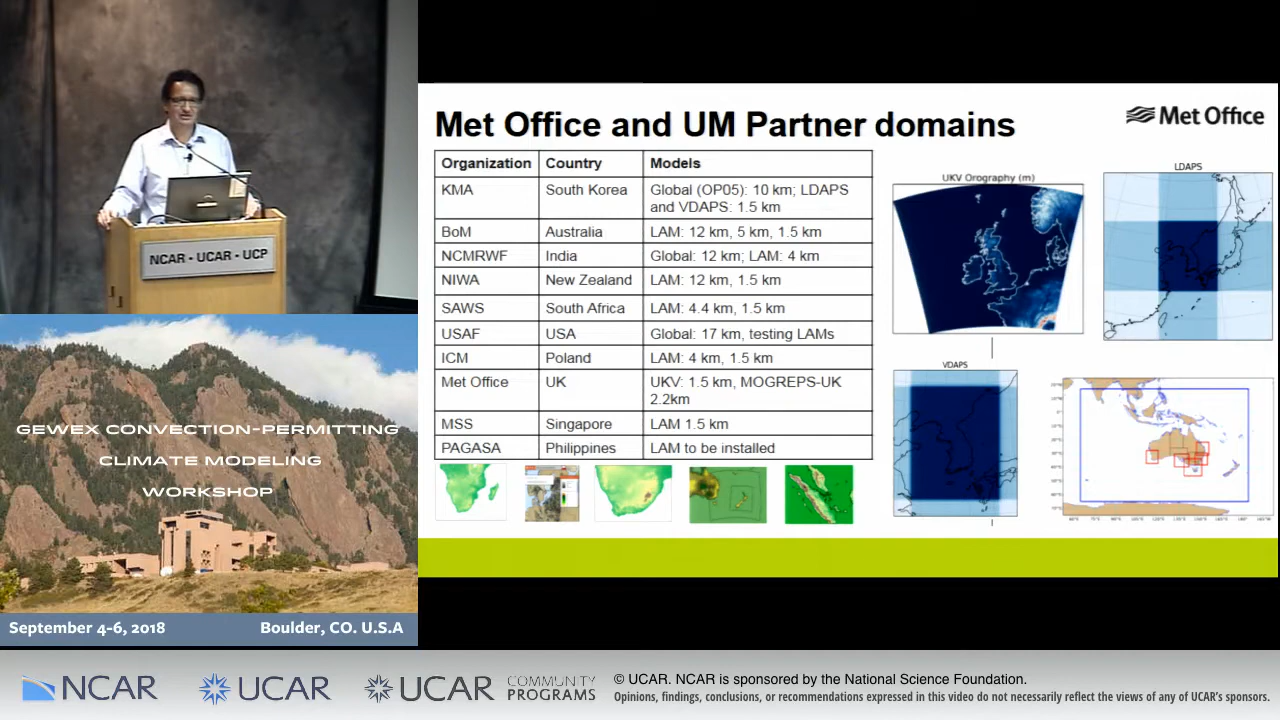 NCAR • UCAR • UCP
GEWEX CONVECTION-PERMITTING
CLIMATE MODELING
WORKSHOP
September 4-6, 2018
Boulder, CO. U.S.A
Met Office and UM Partner domains
Met Office
Organization Country Models
KMA South Korea Global (OP05): 10 km; LDAPS
and VDAPS: 1.5 km
BoM Australia LAM: 12 km, 5 km, 1.5 km
NCMRWF India Global: 12 km; LAM: 4 km
NIWA New Zealand LAM: 12 km, 1.5 km
SAWS South Africa LAM: 4.4 km, 1.5 km
USAF USA Global: 17 km, testing LAMs
ICM Poland LAM: 4 km, 1.5 km
Met Office UK UKV: 1.5 km, MOGREPS-UK
2.2km
MSS Singapore LAM 1.5 km
PAGASA Philippines LAM to be installed
UKV Orography (m)
LDAPS
VDAPS
NCAR
UCAR
UCAR
COMMUNITY
PROGRAMS
© UCAR. NCAR is sponsored by the National Science Foundation.
Opinions, findings, conclusions, or recommendations expressed in this video do not necessarily reflect the views of any of UCAR's sponsors.